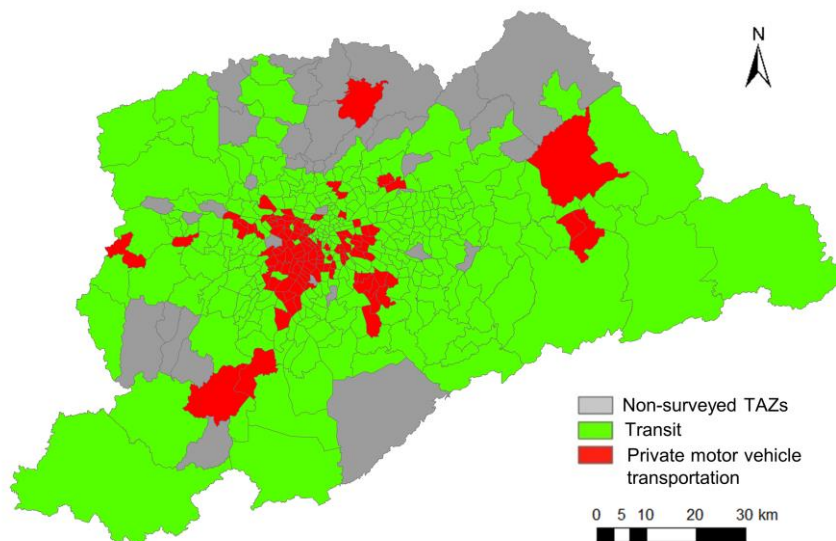 N
Non-surveyed TAZs
Transit
Private motor vehicle
transportation
0 5 10 20 30 km